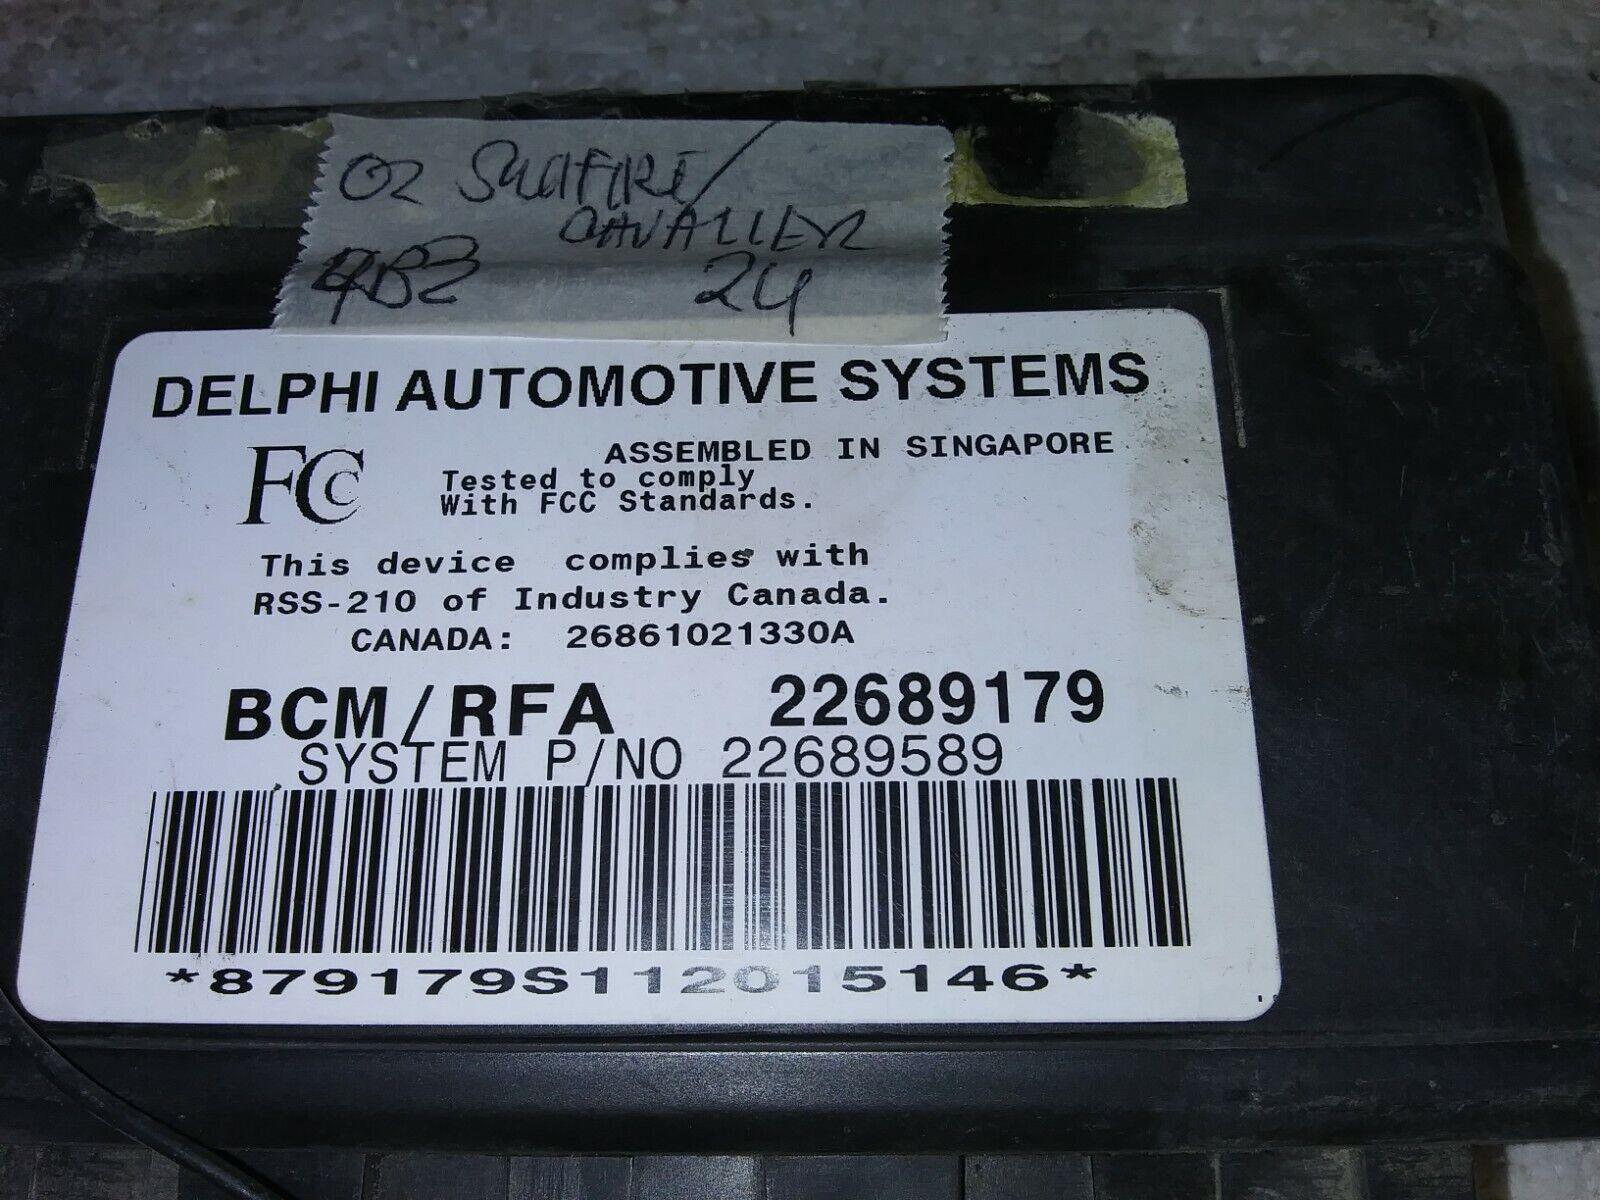 02 SUNFIRE/
CAVALIER
4B3 24
DELPHI AUTOMOTIVE SYSTEMS
FCC
ASSEMBLED IN SINGAPORE
Tested to comply
With FCC Standards.
This device complies with
RSS-210 of Industry Canada.
CANADA: 26861021330A
BCM/RFA 22689179
SYSTEM P/NO 22689589
*879179S112015146*